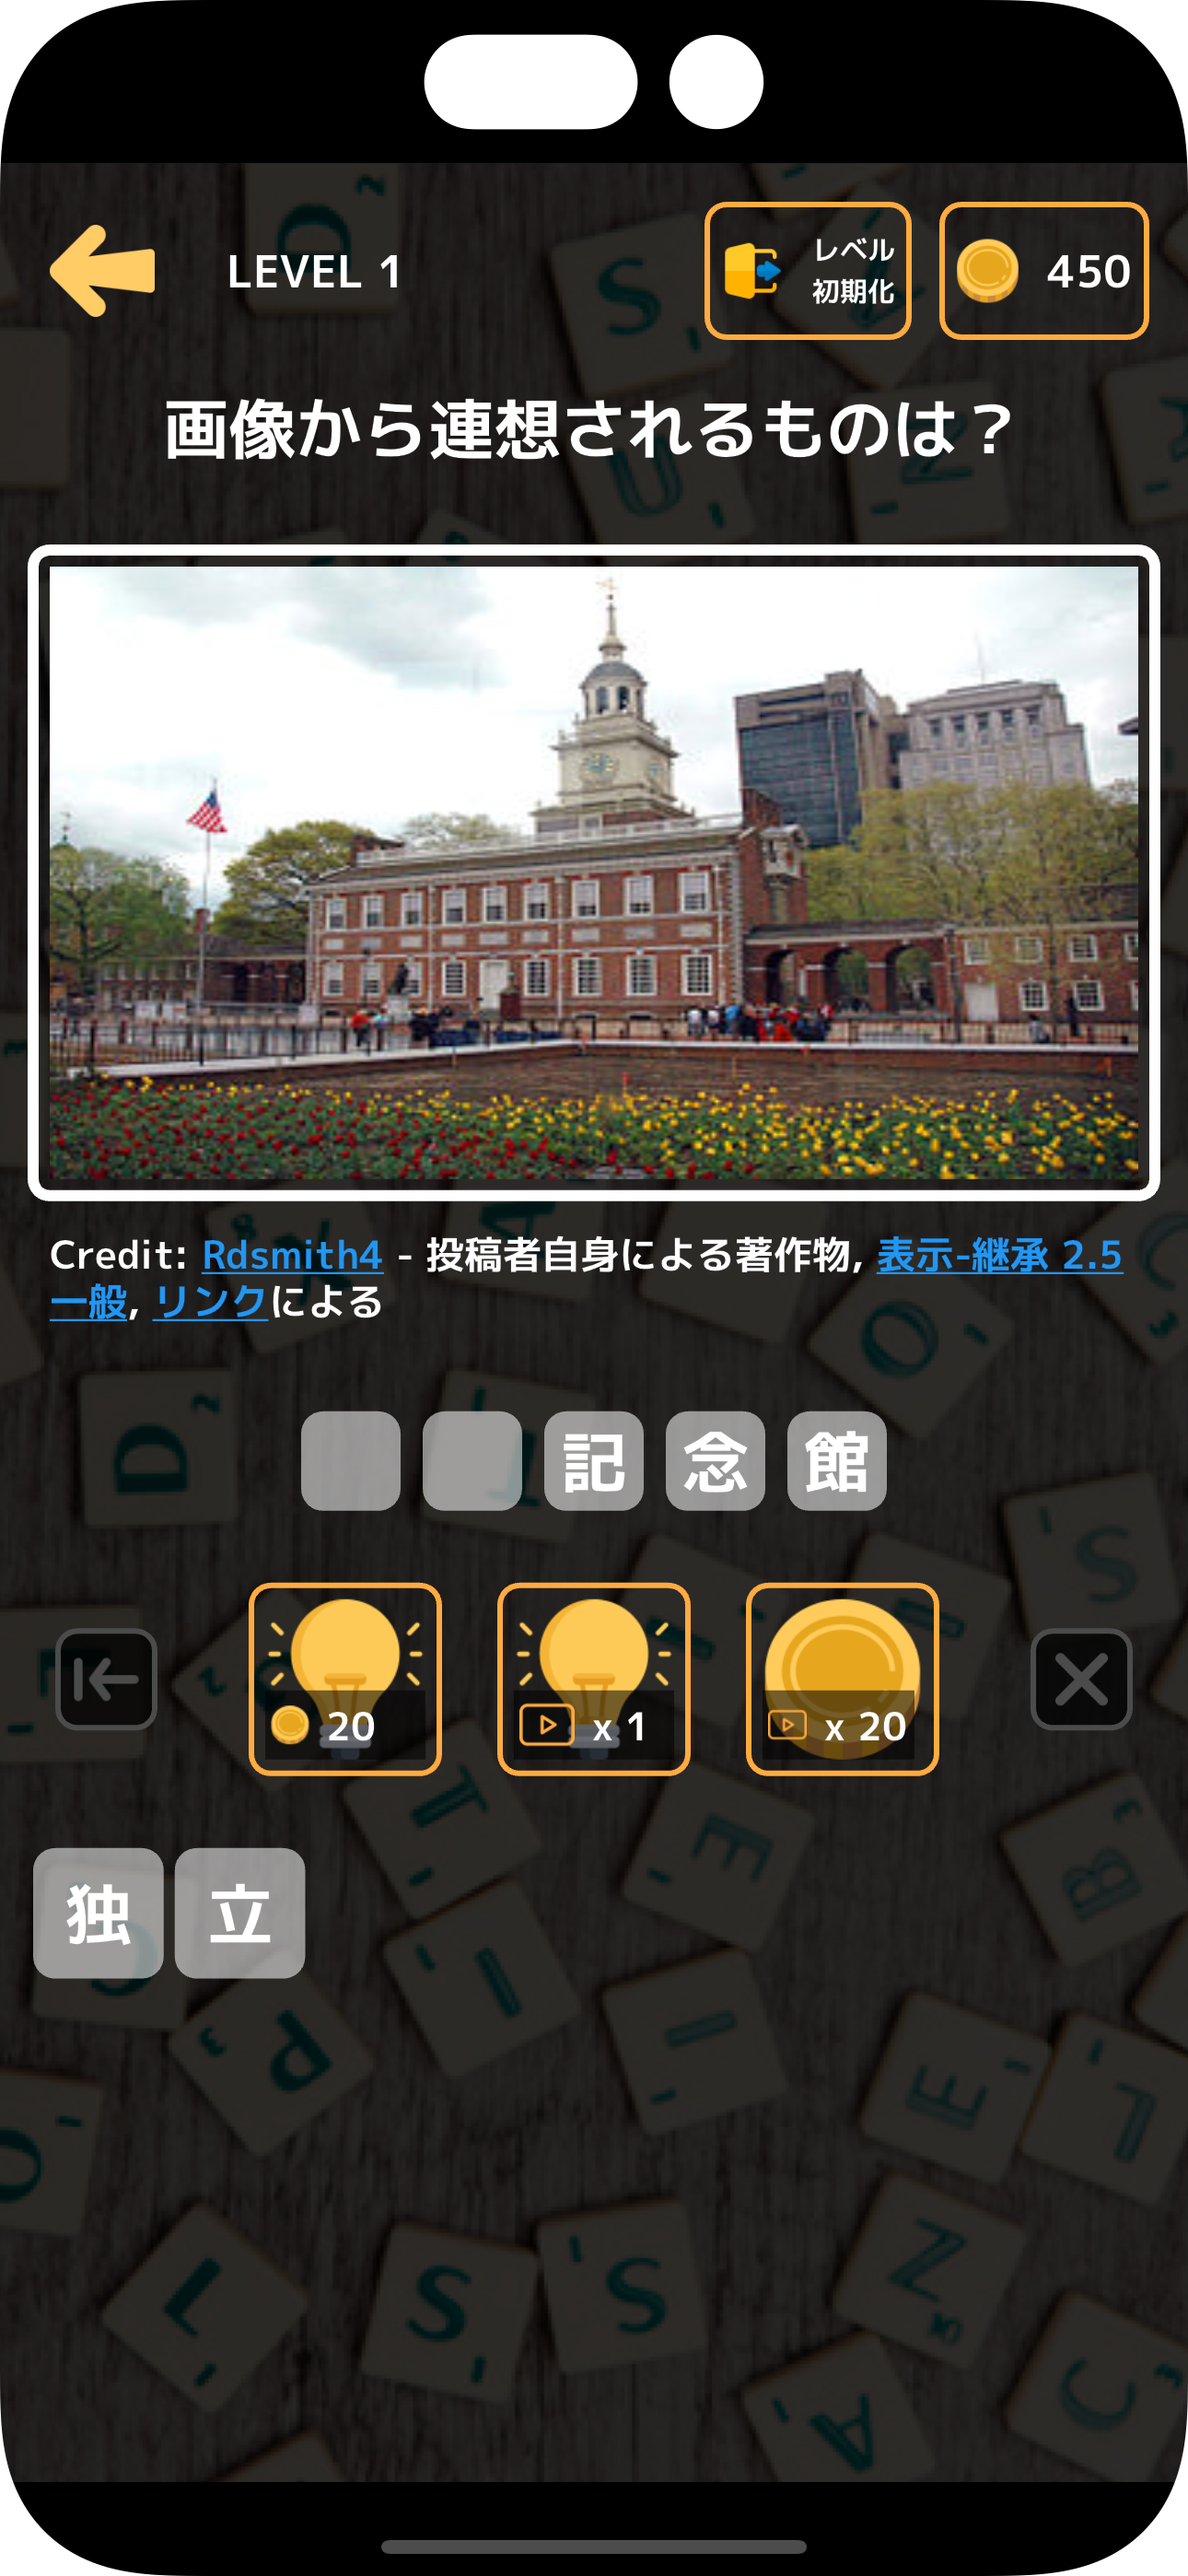 LEVEL 1
レベル
初期化
450
画像から連想されるものは？
Credit: Rdsmith4 - 投稿者自身による著作物, 表示-継承 2.5
一般, リンクによる
記念館
20
x 1
x 20
独 立